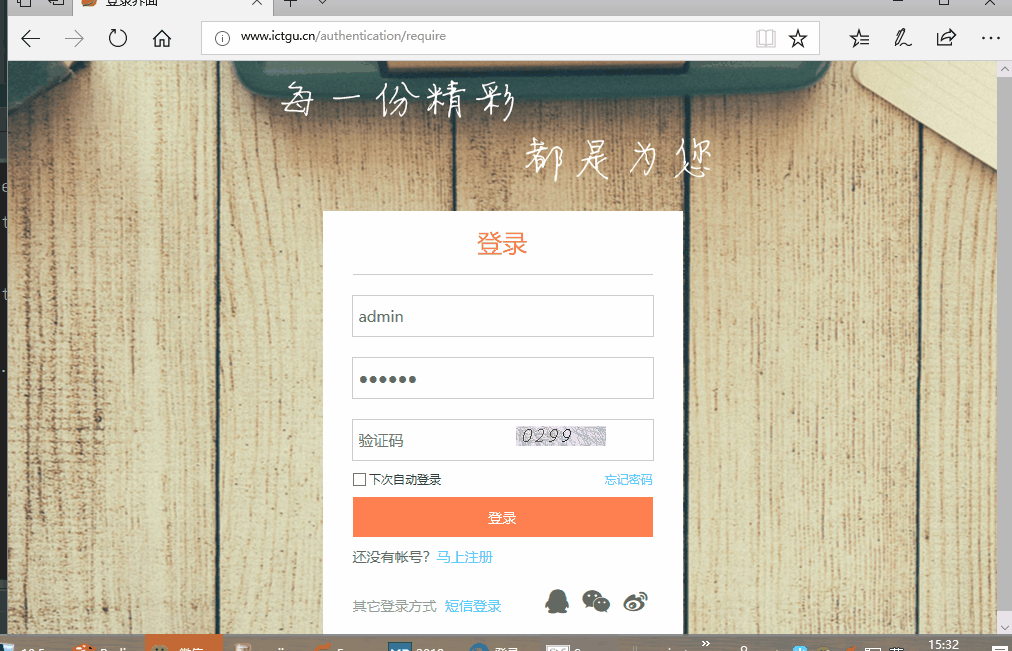 登录界面
www.ictgu.cn/authentication/require
每一份精彩
都是为您
登录
admin
••••••
验证码
0299
下次自动登录
忘记密码
登录
还没有帐号？ 马上注册
其它登录方式 短信登录
15:32